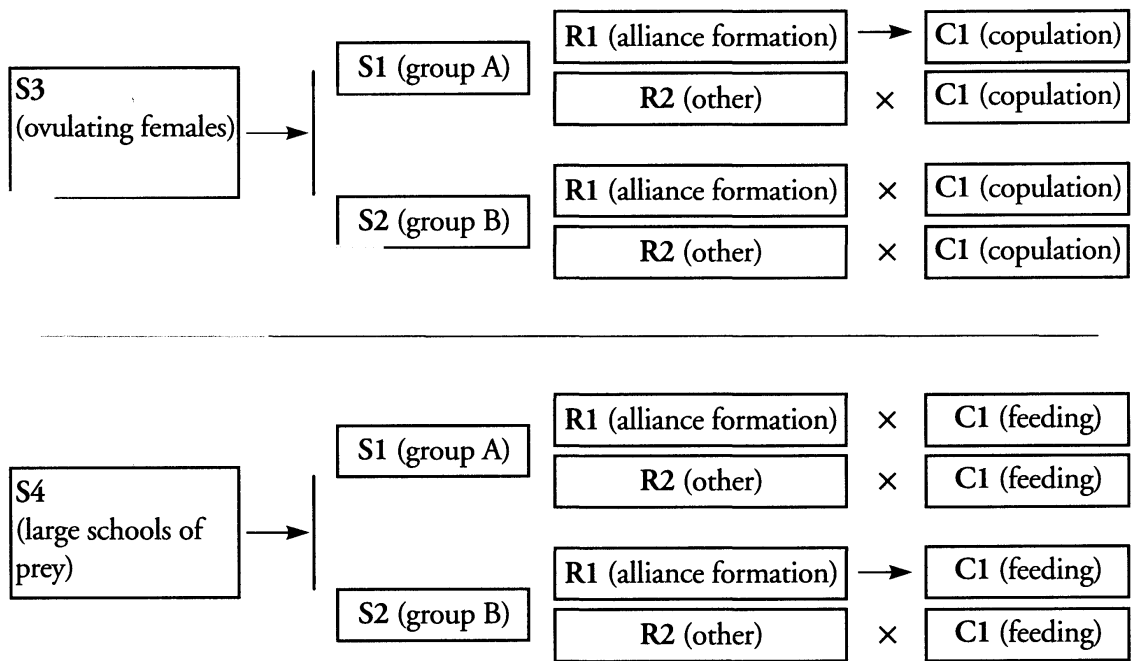 R1 (alliance formation) → C1 (copulation)
S1 (group A)
S3
R2 (other) × C1 (copulation)
(ovulating females) →
R1 (alliance formation) × C1 (copulation)
S2 (group B)
R2 (other) × C1 (copulation)
R1 (alliance formation) × C1 (feeding)
S1 (group A)
R2 (other) × C1 (feeding)
S4
(large schools of →
prey)
R1 (alliance formation) → C1 (feeding)
S2 (group B)
R2 (other) × C1 (feeding)